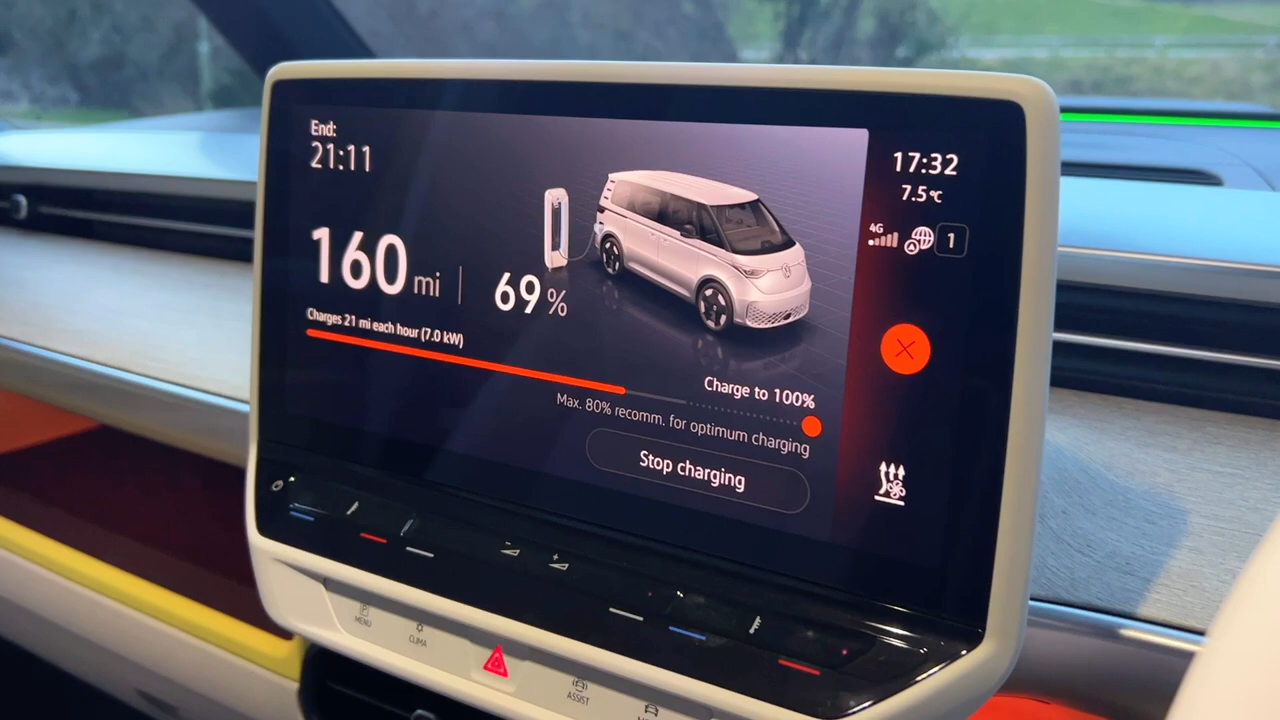 End:
21:11
160 mi
69 %
Charges 21 mi each hour (7.0 kW)
Charge to 100%
Max. 80% recomm. for optimum charging
Stop charging
17:32
7.5 °C
4G
1
P
MENU
CLIMA
ASSIST